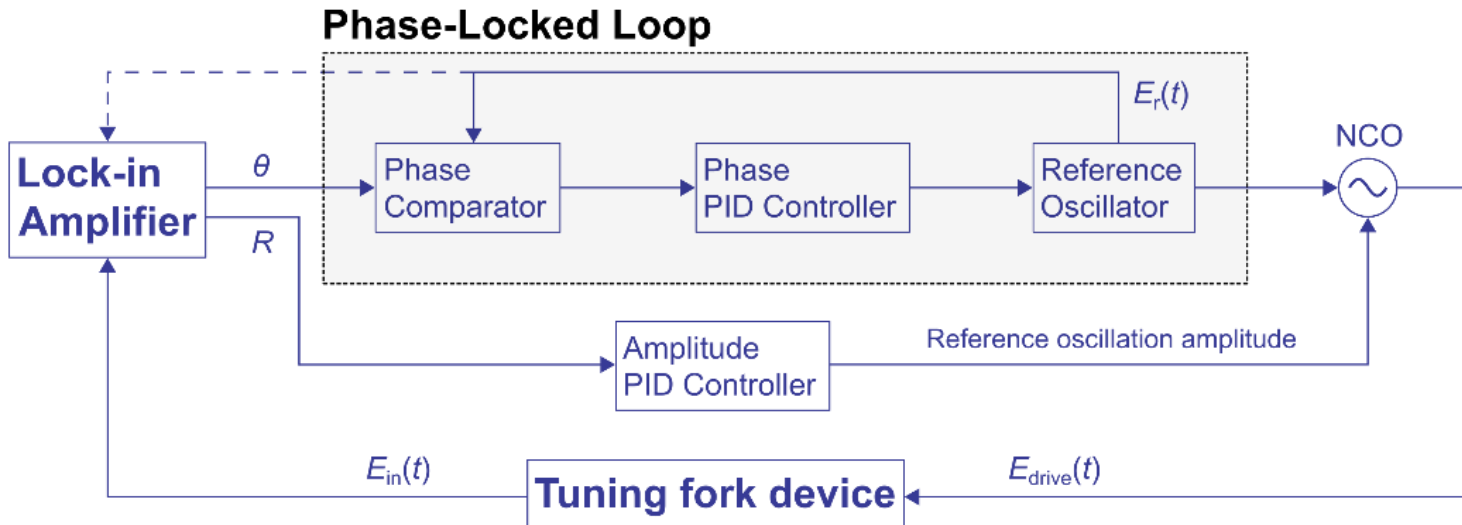 Phase-Locked Loop
E_r(t)
NCO
Lock-in
Amplifier
θ
R
Phase
Comparator
Phase
PID Controller
Reference
Oscillator
Amplitude
PID Controller
Reference oscillation amplitude
E_in(t)
Tuning fork device
E_drive(t)